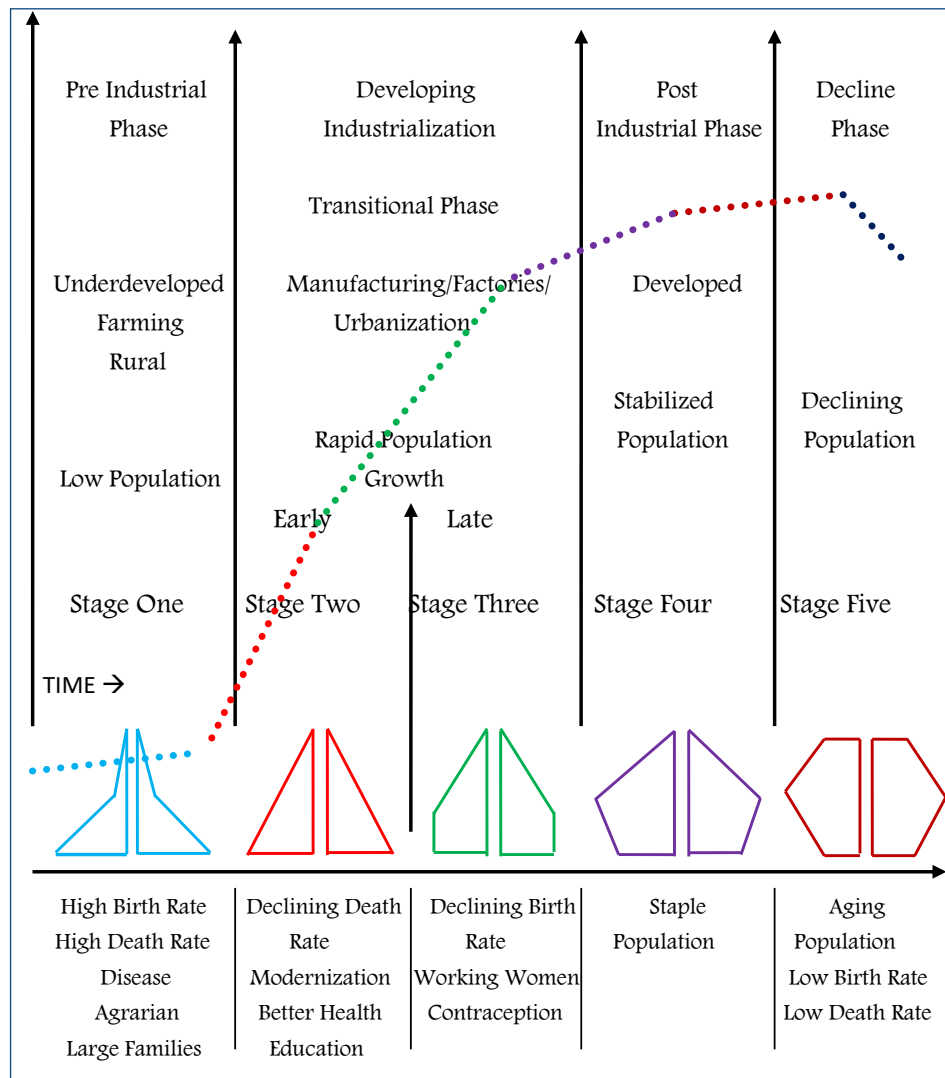 Pre Industrial
Phase
Developing
Industrialization
Post
Industrial Phase
Decline
Phase
Transitional Phase
Underdeveloped
Farming
Rural
Manufacturing/Factories/
Urbanization
Developed
Stabilized
Population
Declining
Population
Low Population
Rapid Population
Growth
Early
Late
Stage One
Stage Two
Stage Three
Stage Four
Stage Five
TIME →
High Birth Rate
High Death Rate
Disease
Agrarian
Large Families
Declining Death
Rate
Modernization
Better Health
Education
Declining Birth
Rate
Working Women
Contraception
Staple
Population
Aging
Population
Low Birth Rate
Low Death Rate